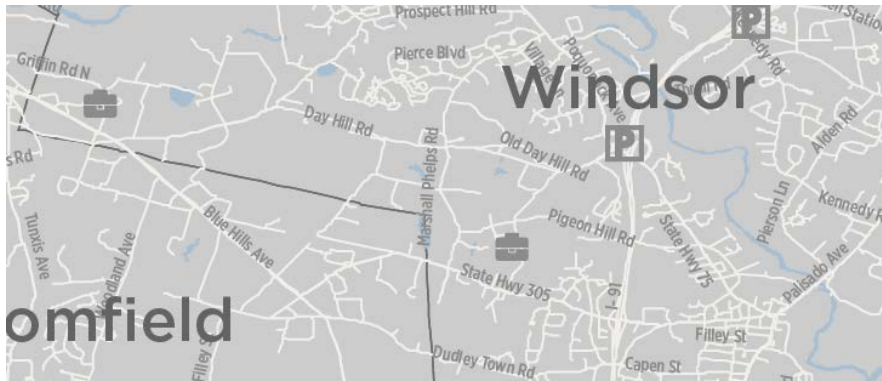 Prospect Hill Rd
Pierce Blvd
Griffin Rd N
Windsor
P
P
Day Hill Rd
Old Day Hill Rd
Alden Rd
Marshall Phelps Rd
Pierson Ln
Kennedy R
s Rd
Tunxis Ave
Blue Hills Ave
Pigeon Hill Rd
State Hwy 75
Palisado Ave
State Hwy 305
I- 91
omfield
Filley St
Dudley Town Rd
Capen St